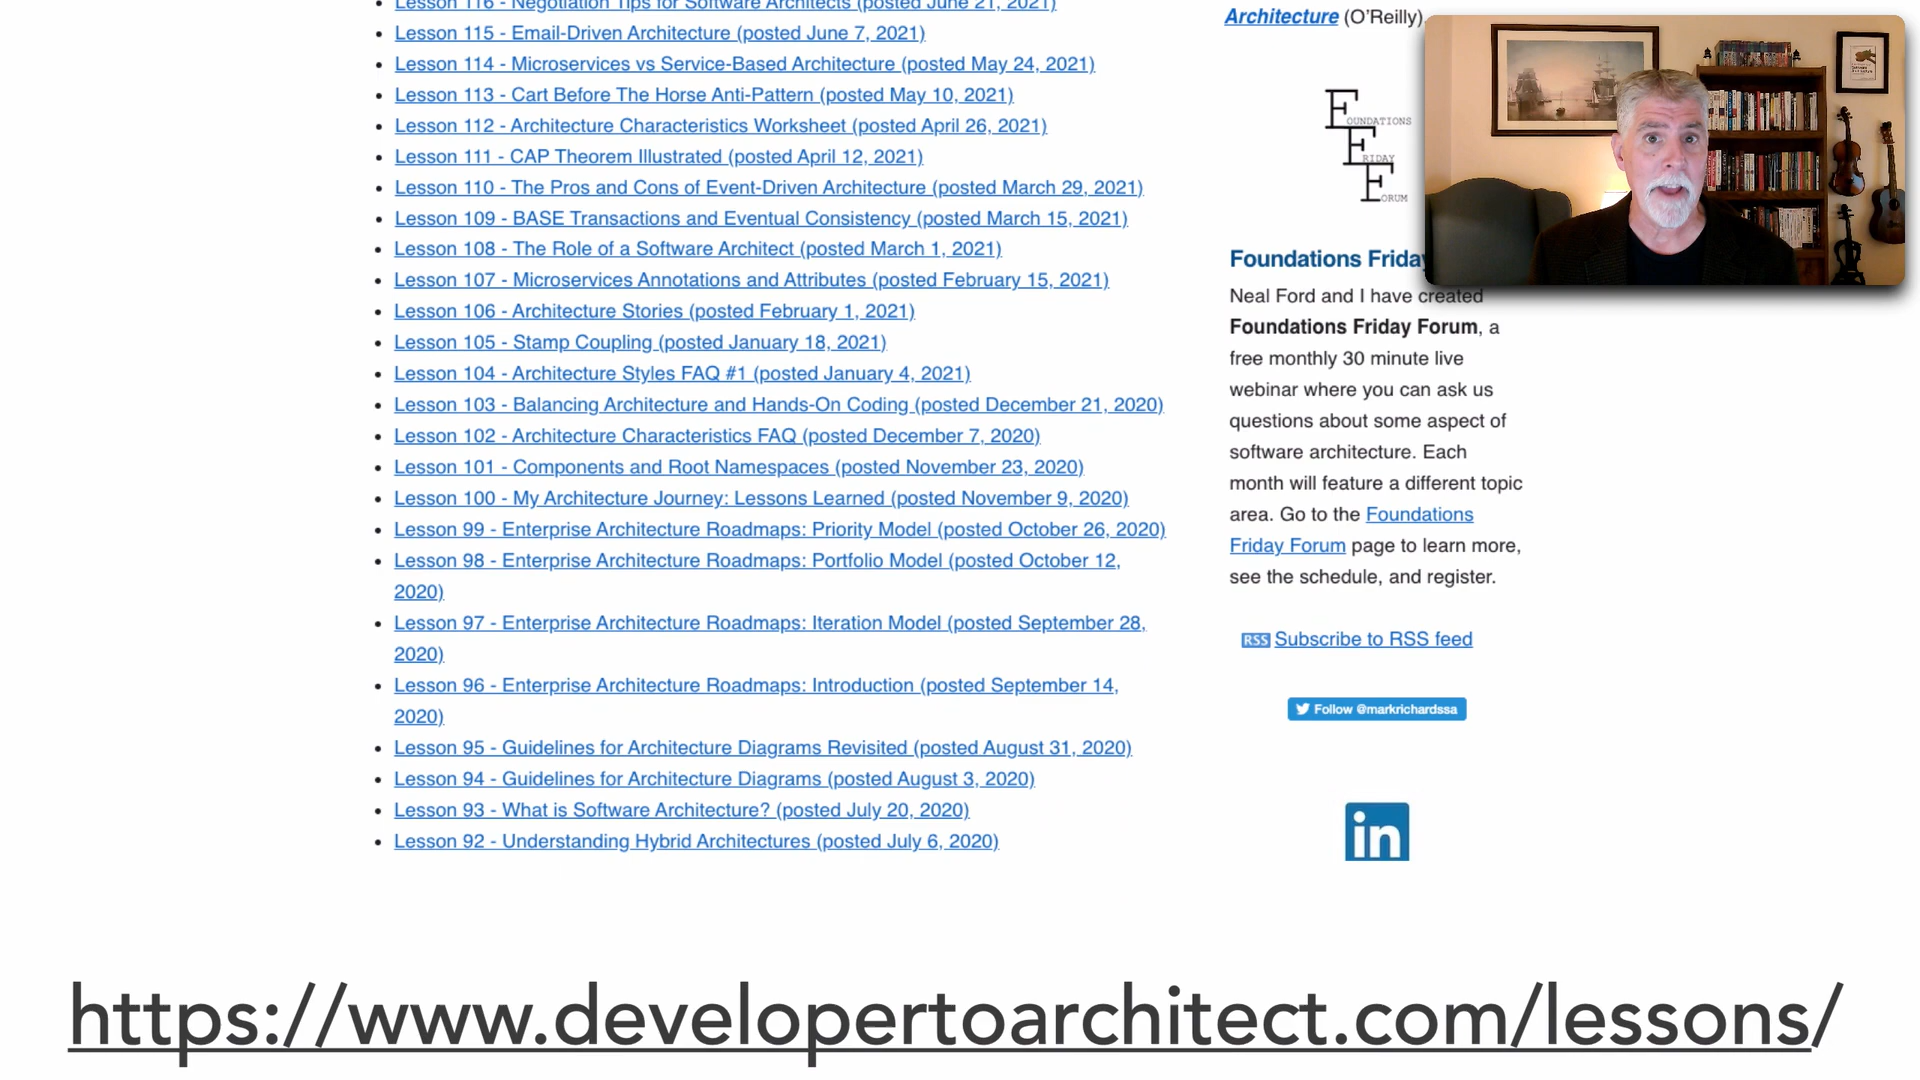 Lesson 116 - Negotiation Tips for Software Architects (posted June 21, 2021)
Lesson 115 - Email-Driven Architecture (posted June 7, 2021)
Lesson 114 - Microservices vs Service-Based Architecture (posted May 24, 2021)
Lesson 113 - Cart Before The Horse Anti-Pattern (posted May 10, 2021)
Lesson 112 - Architecture Characteristics Worksheet (posted April 26, 2021)
Lesson 111 - CAP Theorem Illustrated (posted April 12, 2021)
Lesson 110 - The Pros and Cons of Event-Driven Architecture (posted March 29, 2021)
Lesson 109 - BASE Transactions and Eventual Consistency (posted March 15, 2021)
Lesson 108 - The Role of a Software Architect (posted March 1, 2021)
Lesson 107 - Microservices Annotations and Attributes (posted February 15, 2021)
Lesson 106 - Architecture Stories (posted February 1, 2021)
Lesson 105 - Stamp Coupling (posted January 18, 2021)
Lesson 104 - Architecture Styles FAQ #1 (posted January 4, 2021)
Lesson 103 - Balancing Architecture and Hands-On Coding (posted December 21, 2020)
Lesson 102 - Architecture Characteristics FAQ (posted December 7, 2020)
Lesson 101 - Components and Root Namespaces (posted November 23, 2020)
Lesson 100 - My Architecture Journey: Lessons Learned (posted November 9, 2020)
Lesson 99 - Enterprise Architecture Roadmaps: Priority Model (posted October 26, 2020)
Lesson 98 - Enterprise Architecture Roadmaps: Portfolio Model (posted October 12,
2020)
Lesson 97 - Enterprise Architecture Roadmaps: Iteration Model (posted September 28,
2020)
Lesson 96 - Enterprise Architecture Roadmaps: Introduction (posted September 14,
2020)
Lesson 95 - Guidelines for Architecture Diagrams Revisited (posted August 31, 2020)
Lesson 94 - Guidelines for Architecture Diagrams (posted August 3, 2020)
Lesson 93 - What is Software Architecture? (posted July 20, 2020)
Lesson 92 - Understanding Hybrid Architectures (posted July 6, 2020)
Architecture (O'Reilly).
FOUNDATIONS
FRIDAY
FORUM
Foundations Friday
Neal Ford and I have created
Foundations Friday Forum, a
free monthly 30 minute live
webinar where you can ask us
questions about some aspect of
software architecture. Each
month will feature a different topic
area. Go to the Foundations
Friday Forum page to learn more,
see the schedule, and register.
RSS Subscribe to RSS feed
Follow @markrichardssa
in
https://www.developertoarchitect.com/lessons/